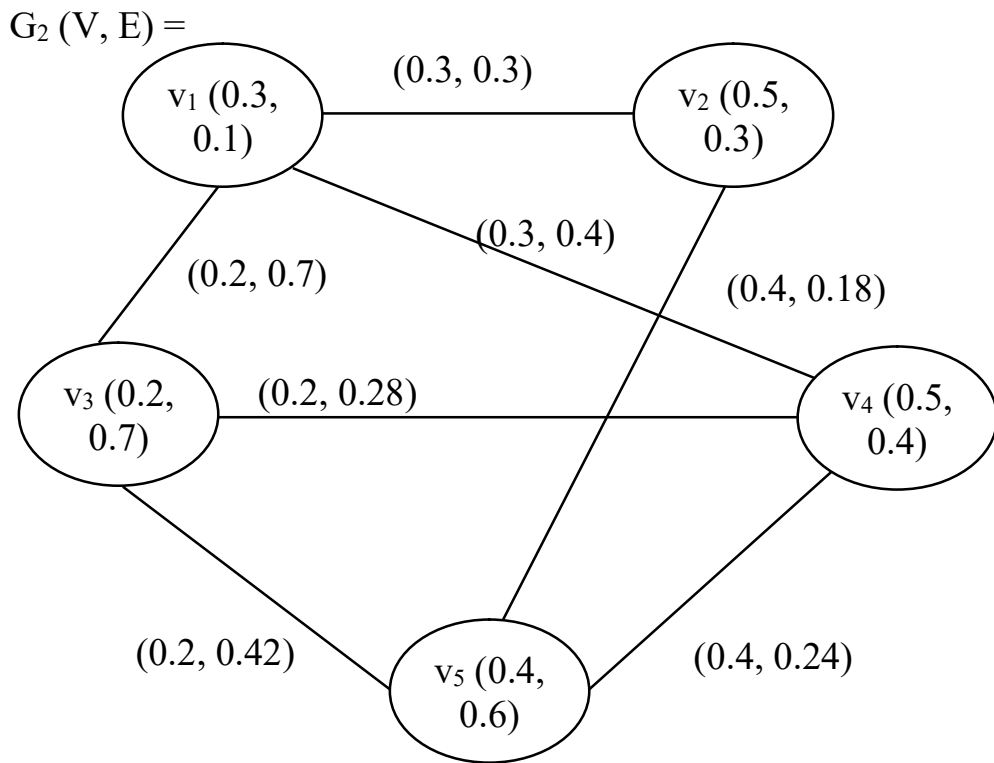 G₂ (V, E) =
(0.3, 0.3)
v₁ (0.3,
0.1)
v₂ (0.5,
0.3)
(0.3, 0.4)
(0.2, 0.7)
(0.4, 0.18)
v₃ (0.2,
0.7)
(0.2, 0.28)
v₄ (0.5,
0.4)
(0.2, 0.42)
(0.4, 0.24)
v₅ (0.4,
0.6)